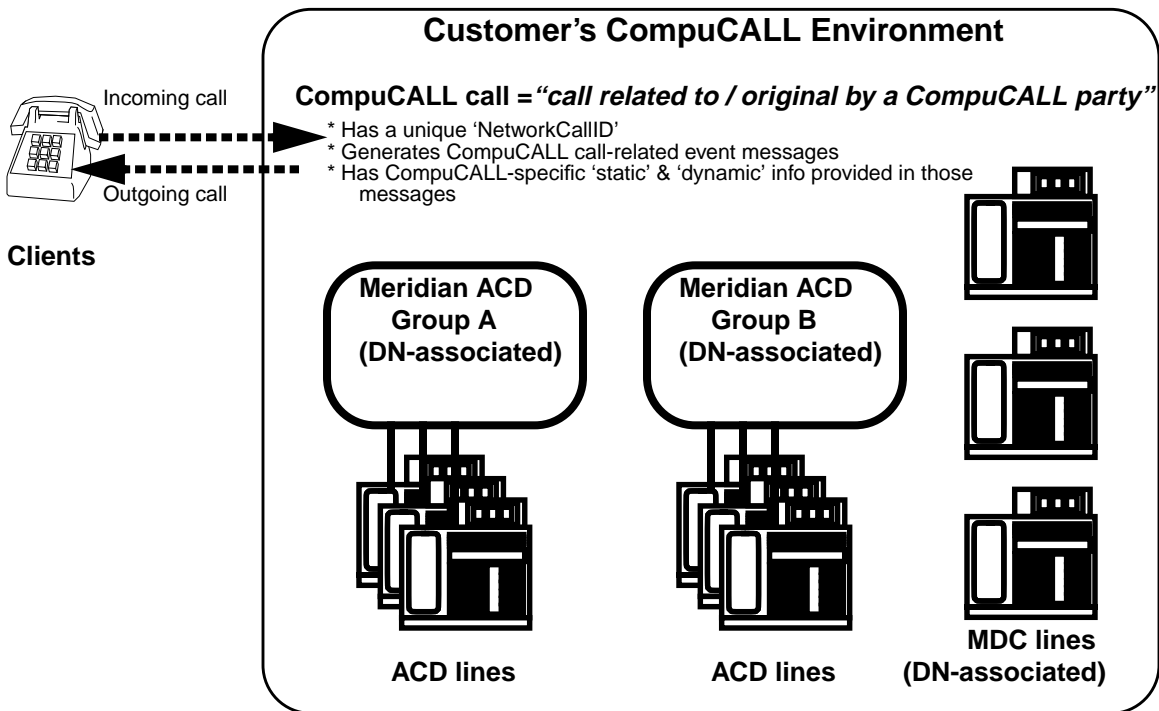 Customer’s CompuCALL Environment
Incoming call
CompuCALL call =“call related to / original by a CompuCALL party”
* Has a unique ‘NetworkCallID’
* Generates CompuCALL call-related event messages
* Has CompuCALL-specific ‘static’ & ‘dynamic’ info provided in those
messages
Outgoing call
Clients
Meridian ACD
Group A
(DN-associated)
Meridian ACD
Group B
(DN-associated)
ACD lines
ACD lines
MDC lines
(DN-associated)